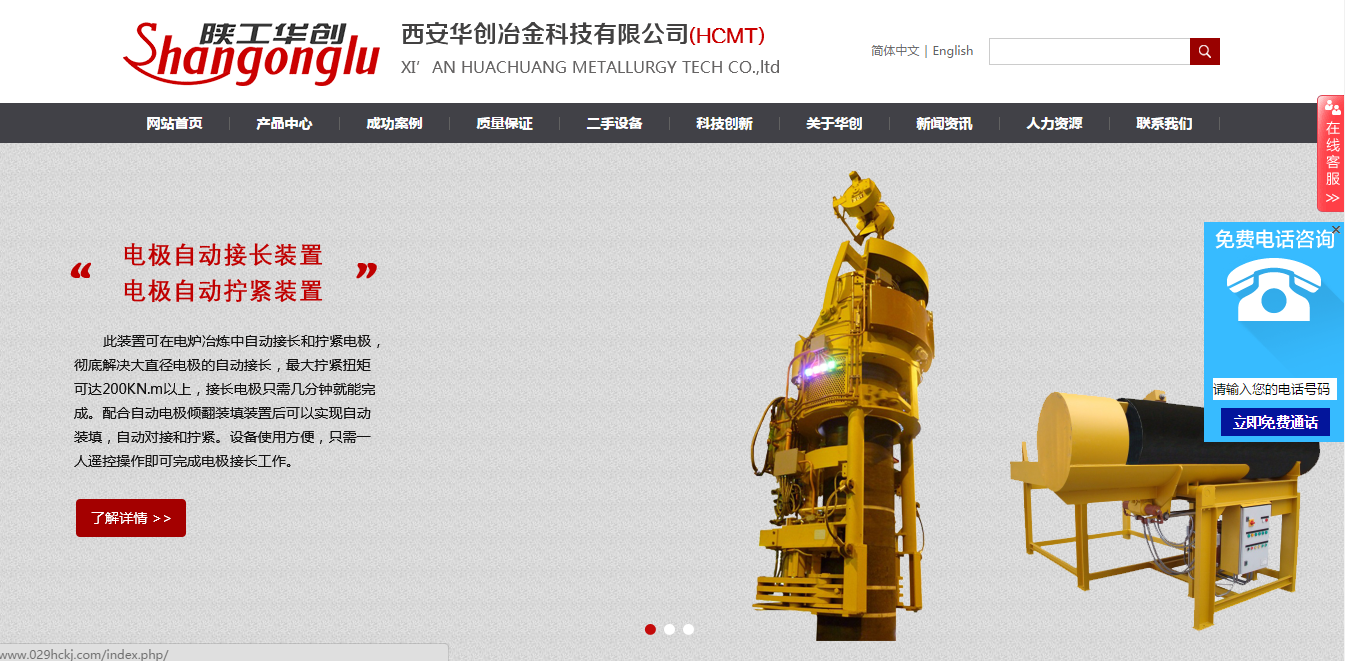 陕工华创
Shangonglu
西安华创冶金科技有限公司(HCMT)
XI’ AN HUACHUANG METALLURGY TECH CO.,ltd
简体中文 | English
网站首页 产品中心 成功案例 质量保证 二手设备 科技创新 关于华创 新闻资讯 人力资源 联系我们
在线客服 >>
免费电话咨询
×
请输入您的电话号码
立即免费通话
“ 电极自动接长装置
电极自动拧紧装置 ”
此装置可在电炉冶炼中自动接长和拧紧电极，
彻底解决大直径电极的自动接长，最大拧紧扭矩
可达200KN.m以上，接长电极只需几分钟就能完
成。配合自动电极倾翻装填装置后可以实现自动
装填，自动对接和拧紧。设备使用方便，只需一
人遥控操作即可完成电极接长工作。
了解详情 >>
www.029hckj.com/index.php/